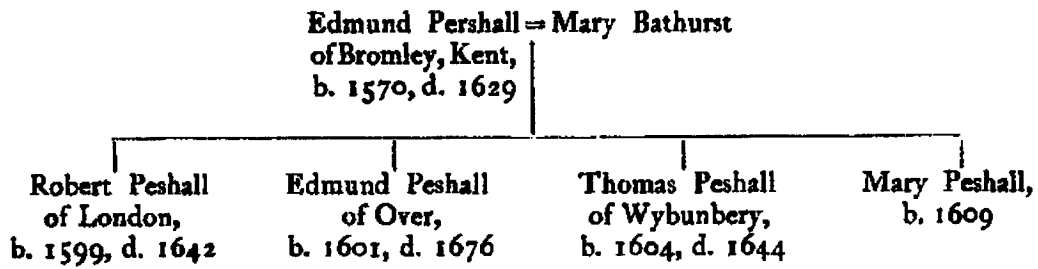 Edmund Pershall = Mary Bathurst
of Bromley, Kent,
b. 1570, d. 1629
Robert Peshall
of London,
b. 1599, d. 1642
Edmund Peshall
of Over,
b. 1601, d. 1676
Thomas Peshall
of Wybunbery,
b. 1604, d. 1644
Mary Peshall,
b. 1609